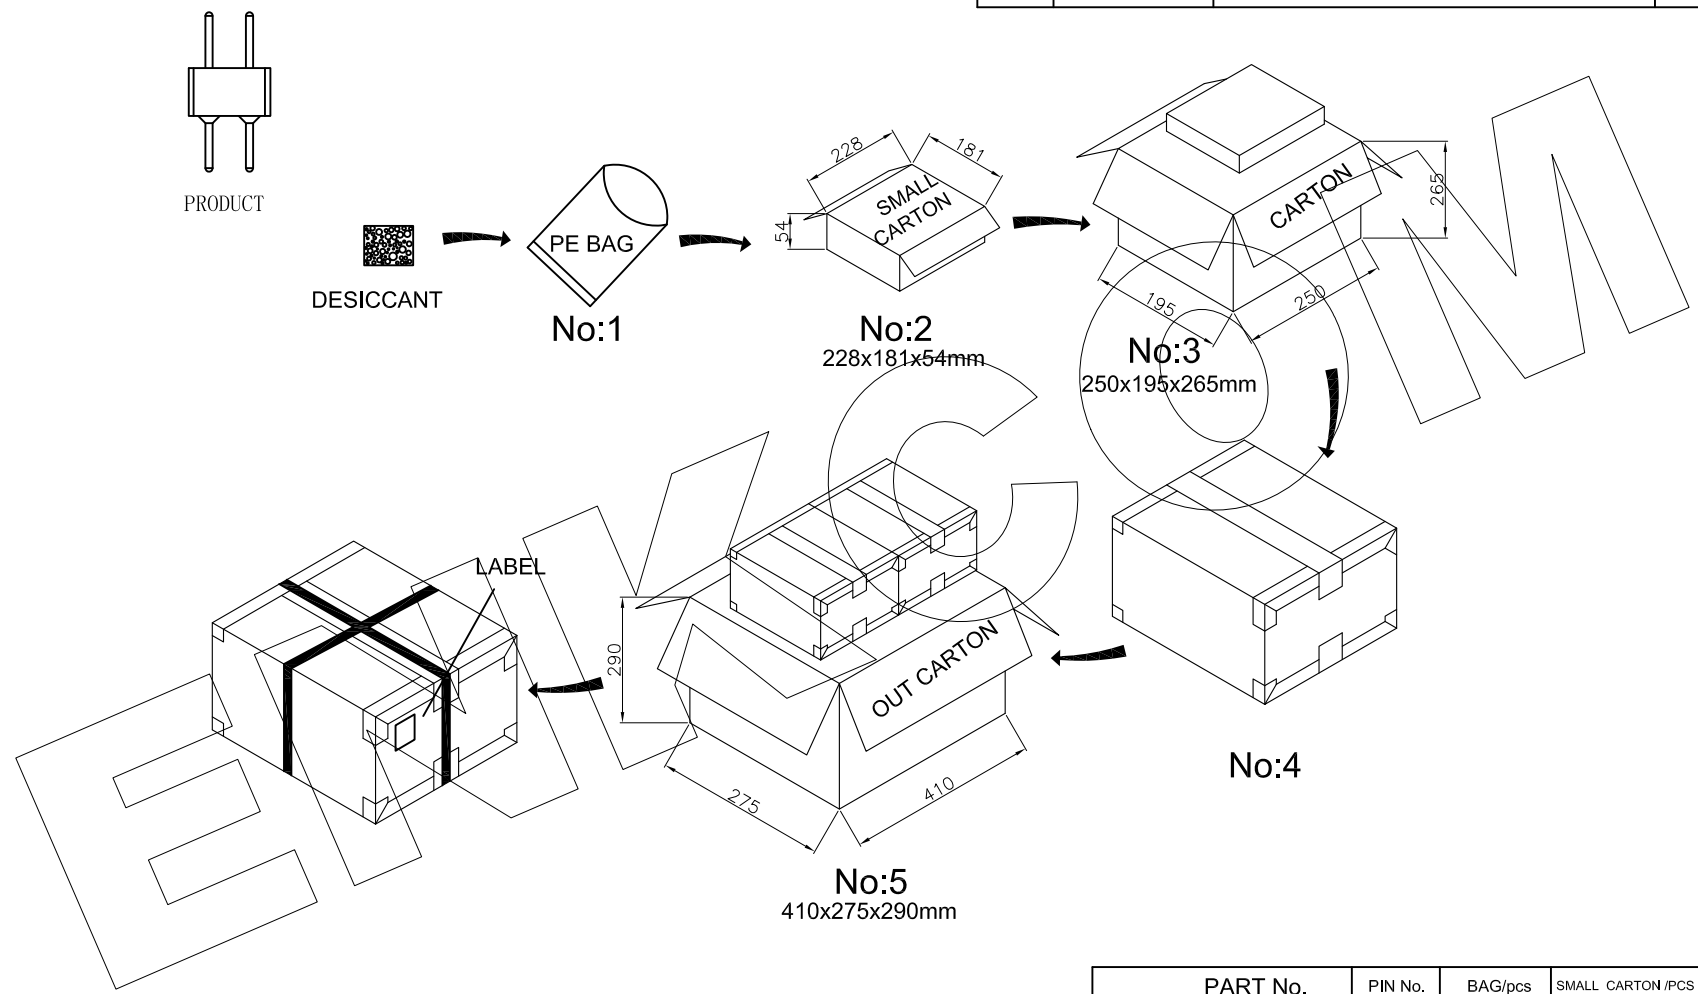 PRODUCT
DESICCANT
PE BAG
No:1
228
181
54
SMALL
CARTON
No:2
228x181x54mm
CARTON
265
195
250
No:3
250x195x265mm
No:4
OUT CARTON
290
275
410
No:5
410x275x290mm
LABEL
PART No.
PIN No.
BAG/pcs
SMALL CARTON /PCS